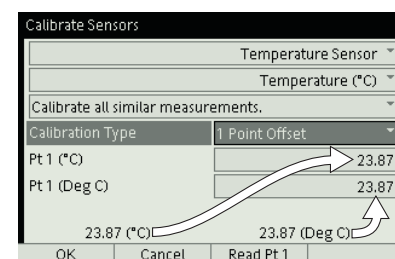 Calibrate Sensors
Temperature Sensor
Temperature (°C)
Calibrate all similar measurements.
Calibration Type 1 Point Offset
Pt 1 (°C) 23.87
Pt 1 (Deg C) 23.87
23.87 (°C) 23.87 (Deg C)
OK Cancel Read Pt 1